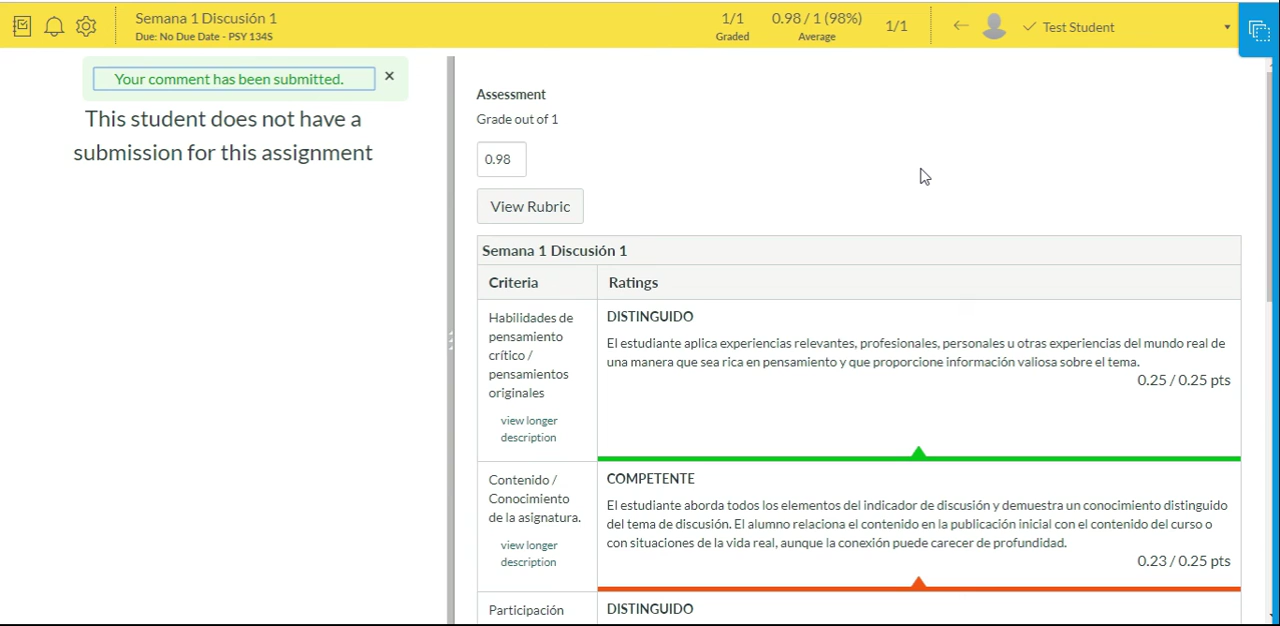 Semana 1 Discusión 1
Due: No Due Date - PSY 134S
1/1
Graded
0.98 / 1 (98%)
Average
1/1
Test Student
Your comment has been submitted.
This student does not have a
submission for this assignment
Assessment
Grade out of 1
0.98
View Rubric
Semana 1 Discusión 1
Criteria
Ratings
Habilidades de
pensamiento
crítico /
pensamientos
originales
view longer
description
DISTINGUIDO
El estudiante aplica experiencias relevantes, profesionales, personales u otras experiencias del mundo real de
una manera que sea rica en pensamiento y que proporcione información valiosa sobre el tema.
0.25 / 0.25 pts
Contenido /
Conocimiento
de la asignatura.
view longer
description
COMPETENTE
El estudiante aborda todos los elementos del indicador de discusión y demuestra un conocimiento distinguido
del tema de discusión. El alumno relaciona el contenido en la publicación inicial con el contenido del curso o
con situaciones de la vida real, aunque la conexión puede carecer de profundidad.
0.23 / 0.25 pts
Participación
DISTINGUIDO